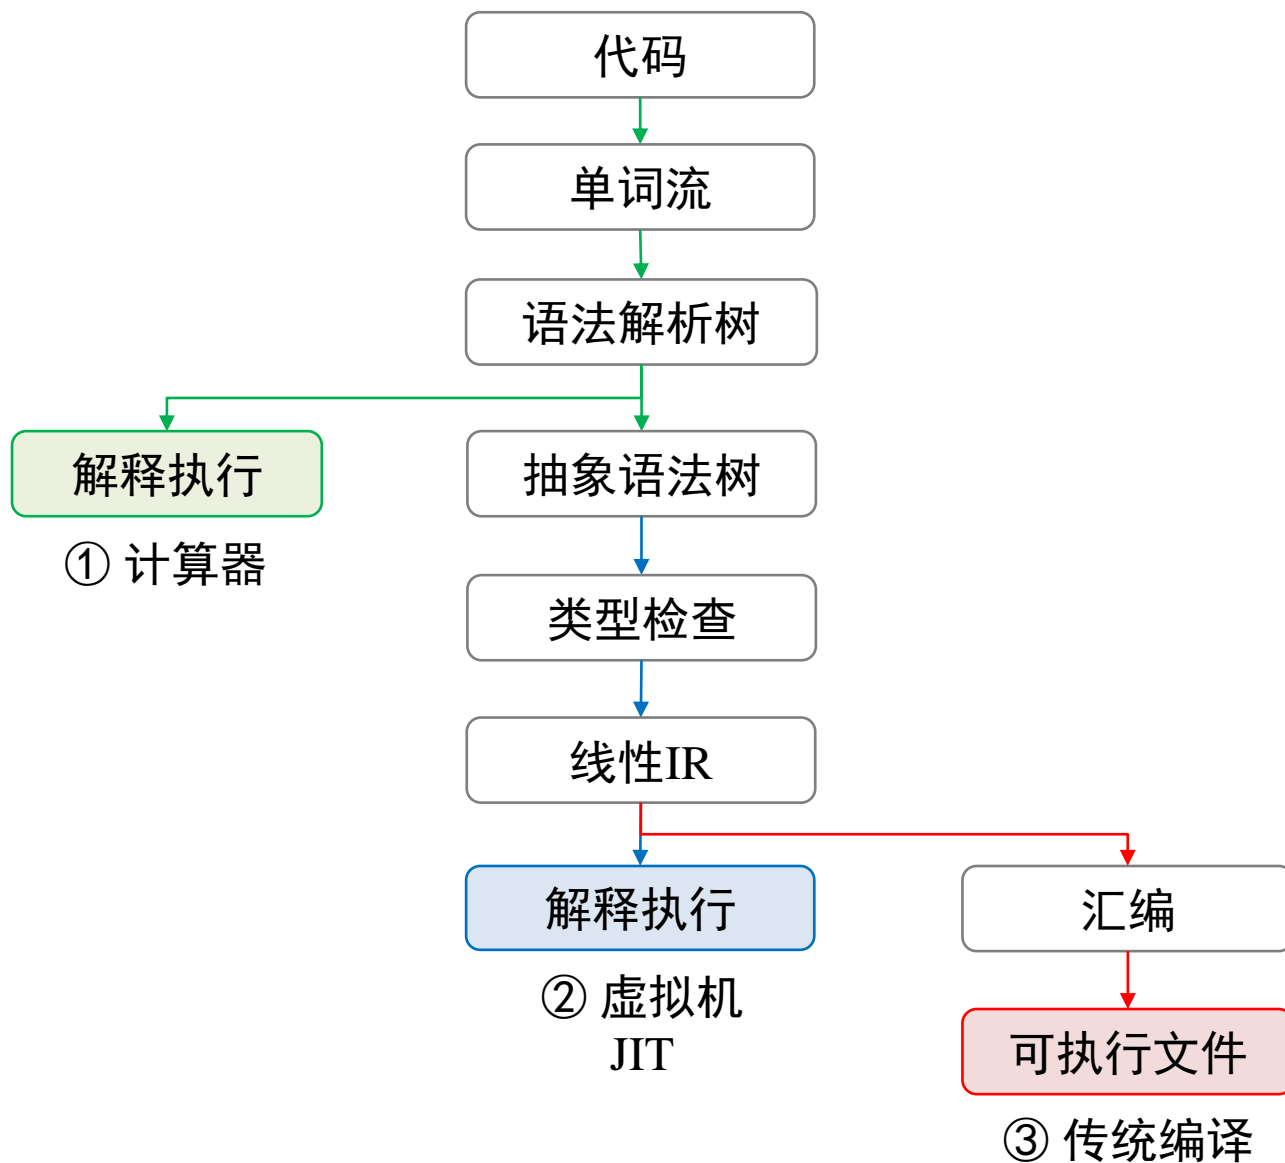 代码
单词流
语法解析树
解释执行
抽象语法树
① 计算器
类型检查
线性IR
解释执行
汇编
② 虚拟机
JIT
可执行文件
③ 传统编译